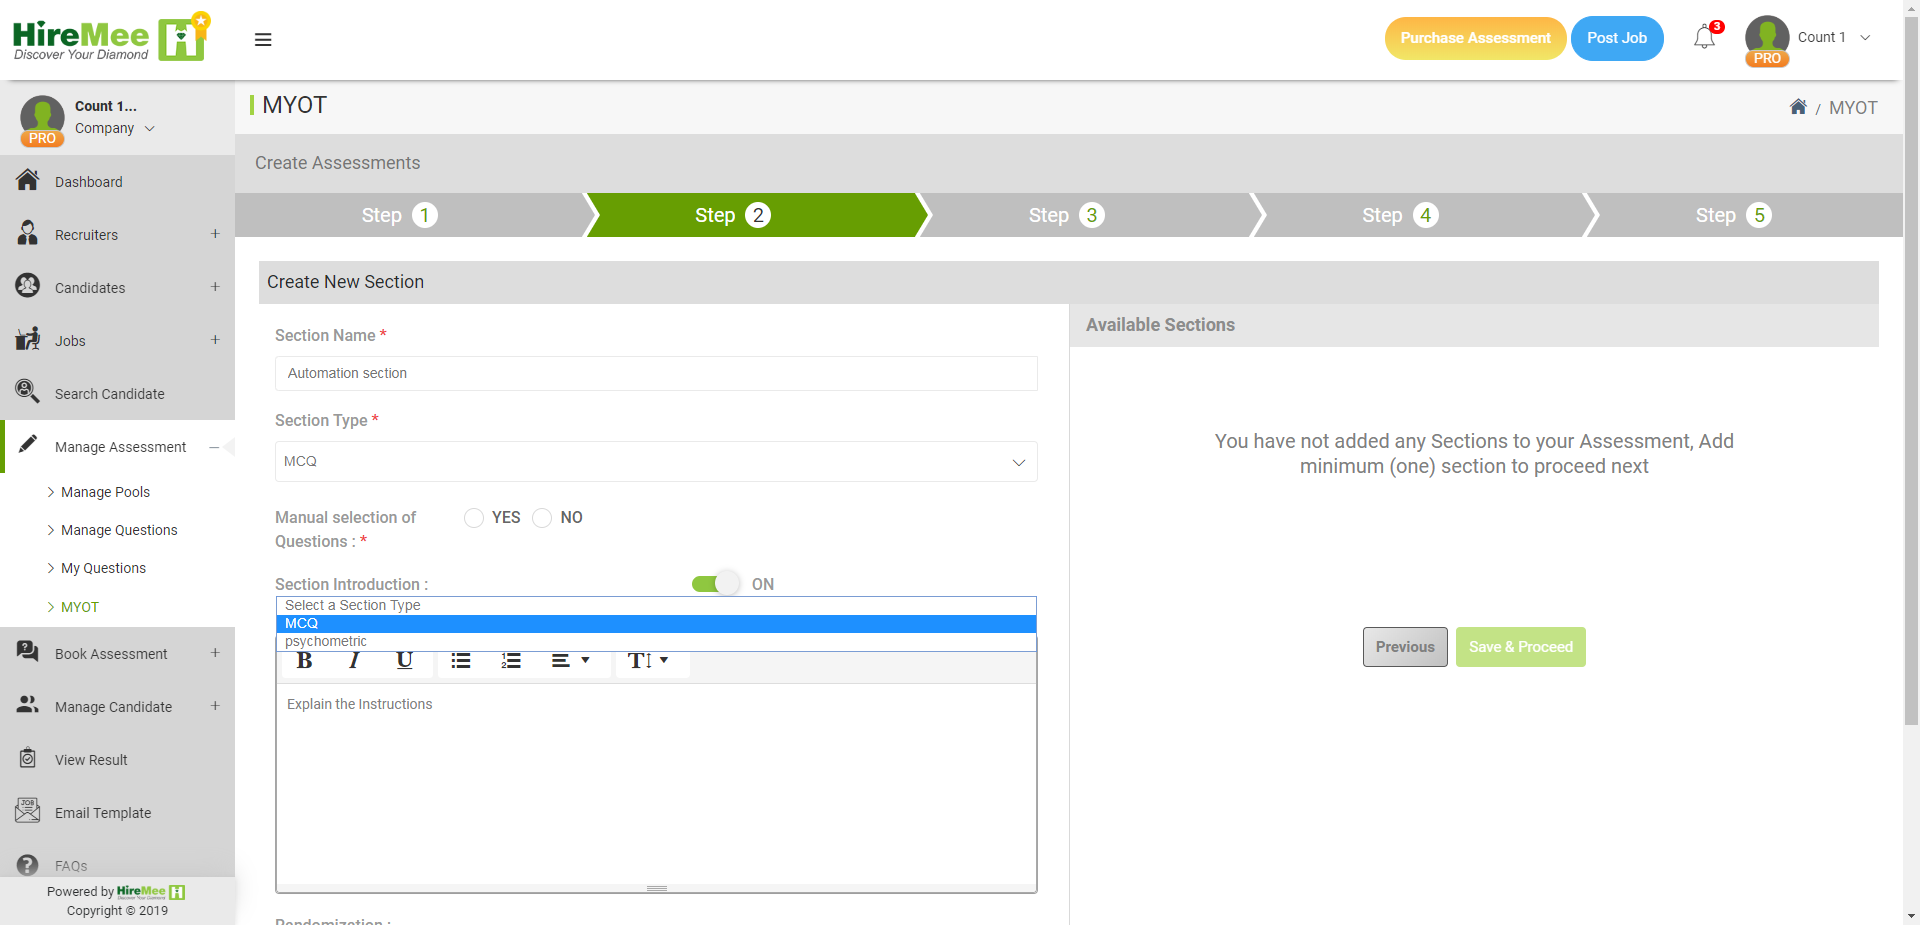 HireMee
Discover Your Diamond
Purchase Assessment
Post Job
3
Count 1
PRO
Count 1...
Company
PRO
MYOT
/ MYOT
Dashboard
Recruiters +
Candidates +
Jobs +
Search Candidate
Manage Assessment –
Manage Pools
Manage Questions
My Questions
MYOT
Book Assessment +
Manage Candidate +
View Result
JOB
Email Template
? FAQs
Powered by HireMee
Copyright © 2019
Create Assessments
Step 1
Step 2
Step 3
Step 4
Step 5
Create New Section
Section Name *
Automation section
Section Type *
MCQ
Manual selection of
Questions : *
YES
NO
Section Introduction :
ON
Select a Section Type
MCQ
psychometric
B I U
T
Explain the Instructions
Randomization :
Available Sections
You have not added any Sections to your Assessment, Add
minimum (one) section to proceed next
Previous
Save & Proceed